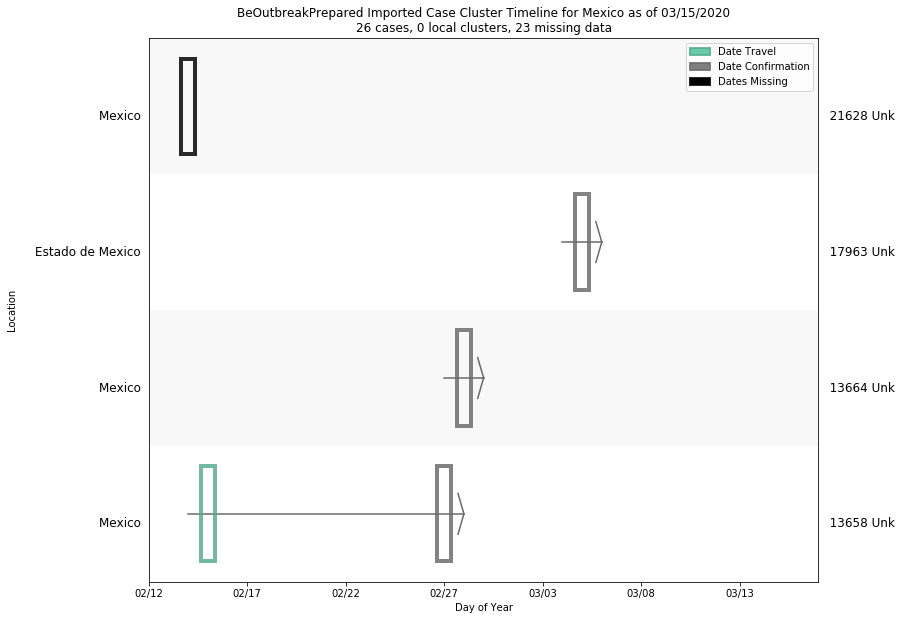 BeOutbreakPrepared Imported Case Cluster Timeline for Mexico as of 03/15/2020
26 cases, 0 local clusters, 23 missing data
Date Travel
Date Confirmation
Dates Missing
Mexico
21628 Unk
Estado de Mexico
17963 Unk
Location
Mexico
13664 Unk
Mexico
13658 Unk
02/12
02/17
02/22
02/27
03/03
03/08
03/13
Day of Year